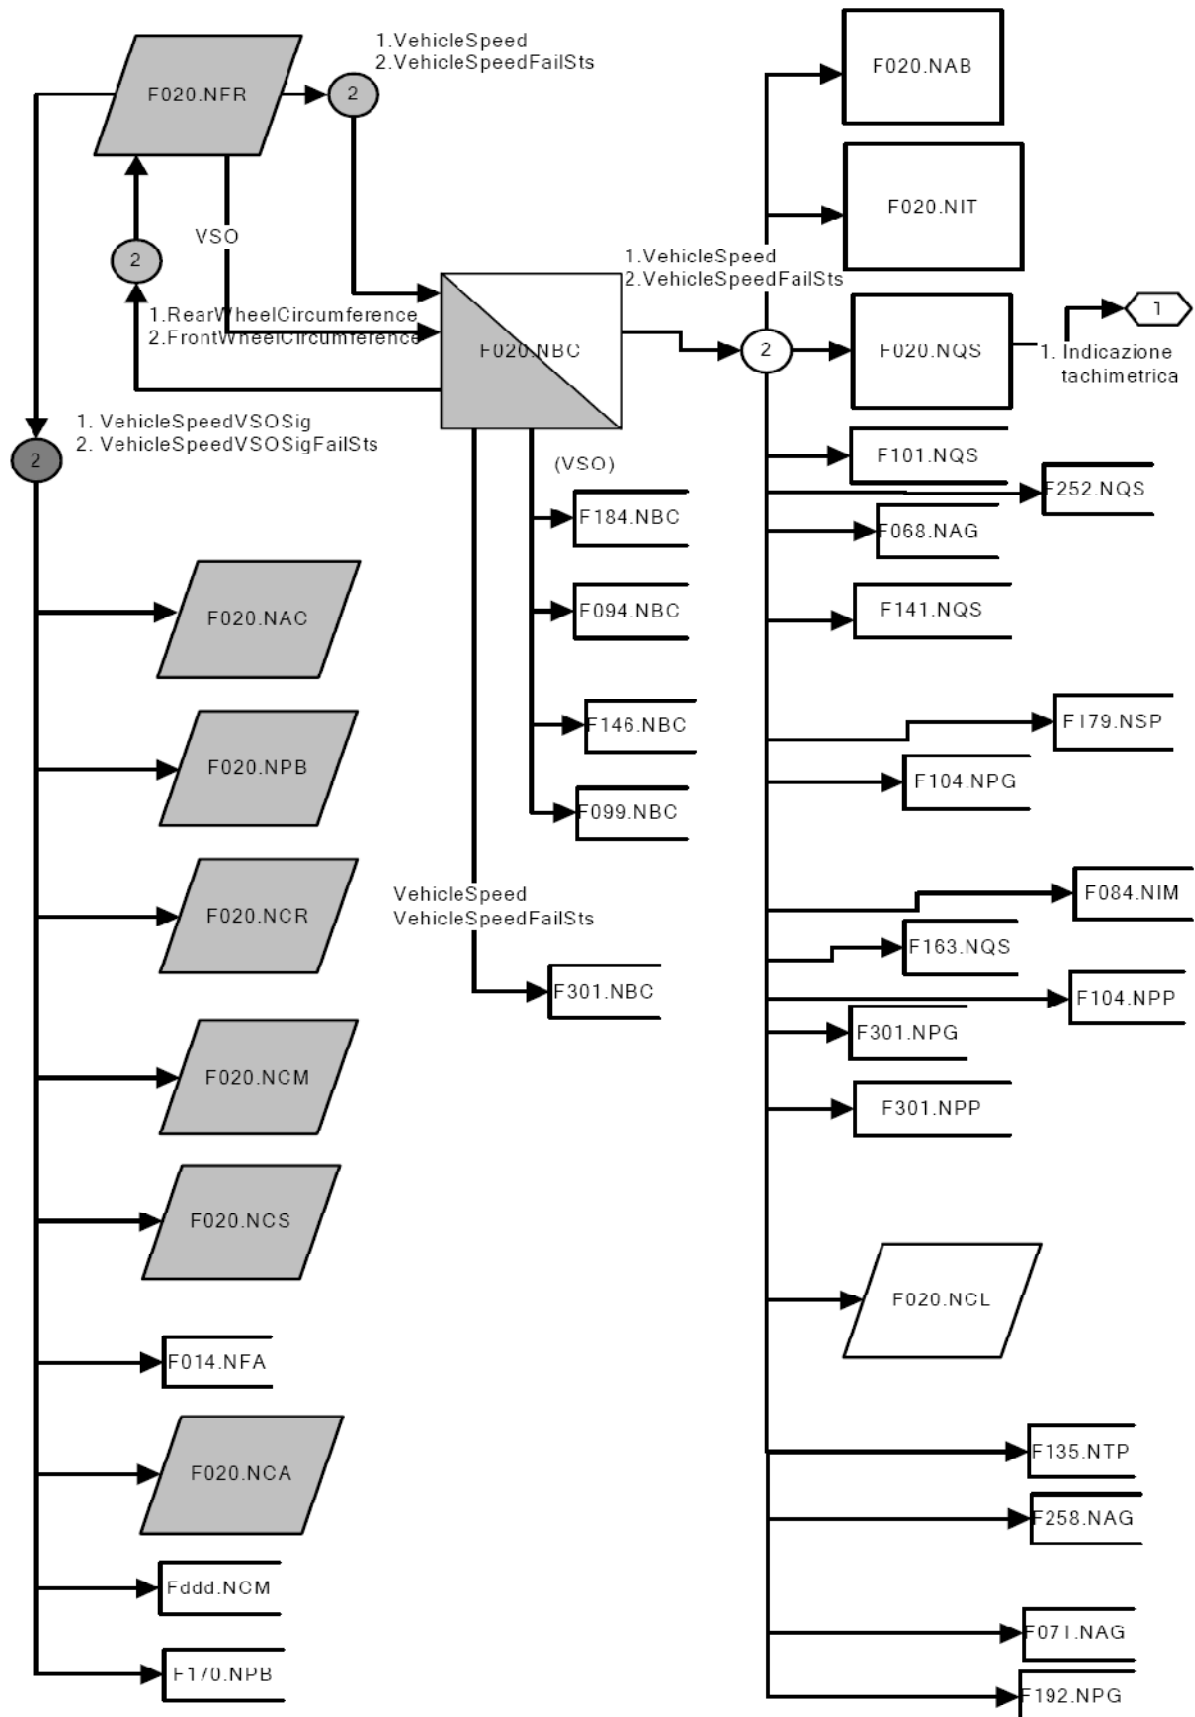 1.VehicleSpeed
2.VehicleSpeedFailSts
F020.NFR
2
F020.NAB
F020.NIT
VSO
2
1.VehicleSpeed
2.VehicleSpeedFailSts
1.RearWheelCircumference
2.FrontWheelCircumference
F020.NBC
2
F020.NQS
1
1. Indicazione
tachimetrica
1. VehicleSpeedVSOSig
2. VehicleSpeedVSOSigFailSts
2
(VSO)
F101.NQS
F252.NQS
F184.NBC
F068.NAG
F094.NBC
F141.NQS
F020.NAC
F146.NBC
F179.NSP
F020.NPB
F104.NPG
F099.NBC
VehicleSpeed
VehicleSpeedFailSts
F084.NIM
F020.NCR
F163.NQS
F301.NBC
F104.NPP
F301.NPG
F020.NCM
F301.NPP
F020.NCS
F020.NCL
F014.NFA
F020.NCA
F135.NTP
F258.NAG
Fddd.NCM
F071.NAG
F170.NPB
F192.NPG